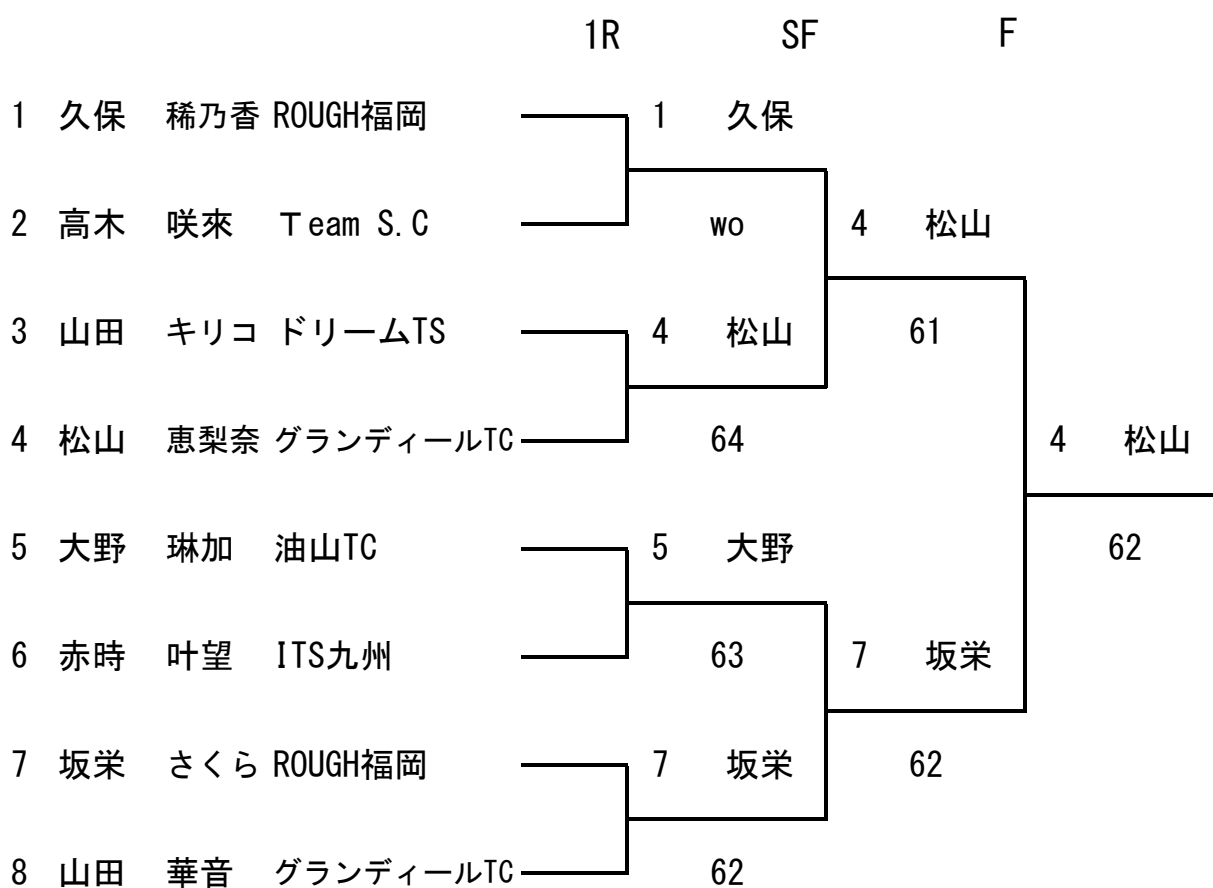 1R SF F
1 久保 稀乃香 ROUGH福岡 1 久保
2 高木 咲來 Ｔeam S.C wo 4 松山
3 山田 キリコ ドリームTS 4 松山 61
4 松山 恵梨奈 グランディールTC 64 4 松山
5 大野 琳加 油山TC 5 大野 62
6 赤時 叶望 ITS九州 63 7 坂栄
7 坂栄 さくら ROUGH福岡 7 坂栄 62
8 山田 華音 グランディールTC 62